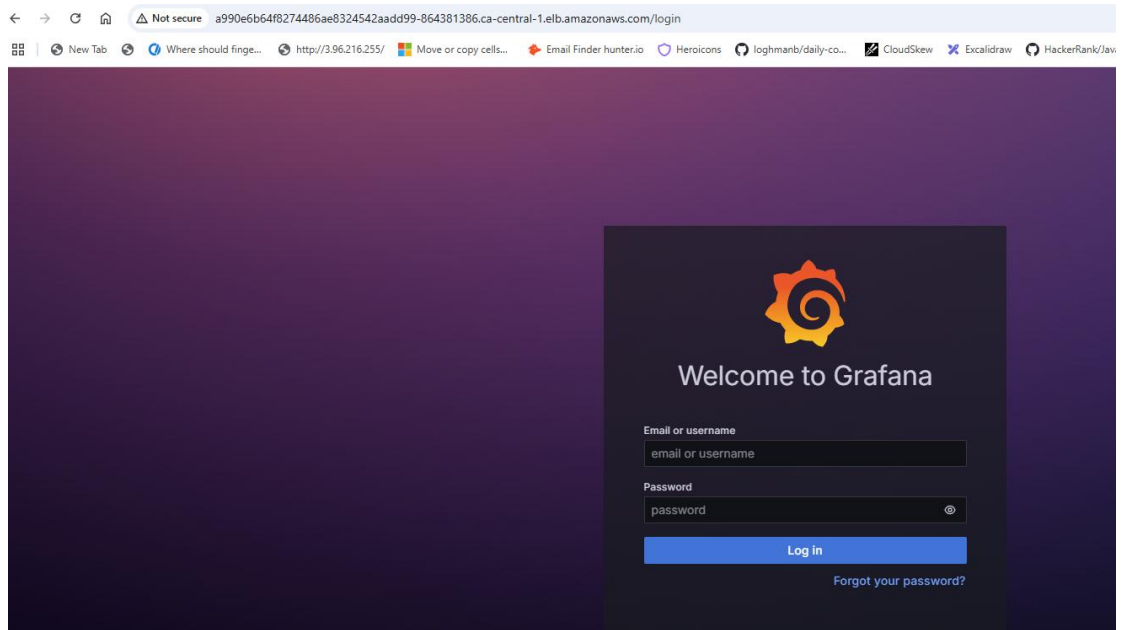 Not secure a990e6b64f8274486ae8324542aadd99-864381386.ca-central-1.elb.amazonaws.com/login
New Tab Where should finge... http://3.96.216.255/ Move or copy cells... Email Finder hunter.io Heroicons loghmanb/daily-co... CloudSkew Excalidraw HackerRank/Jav
Welcome to Grafana
Email or username
email or username
Password
password
Log in
Forgot your password?